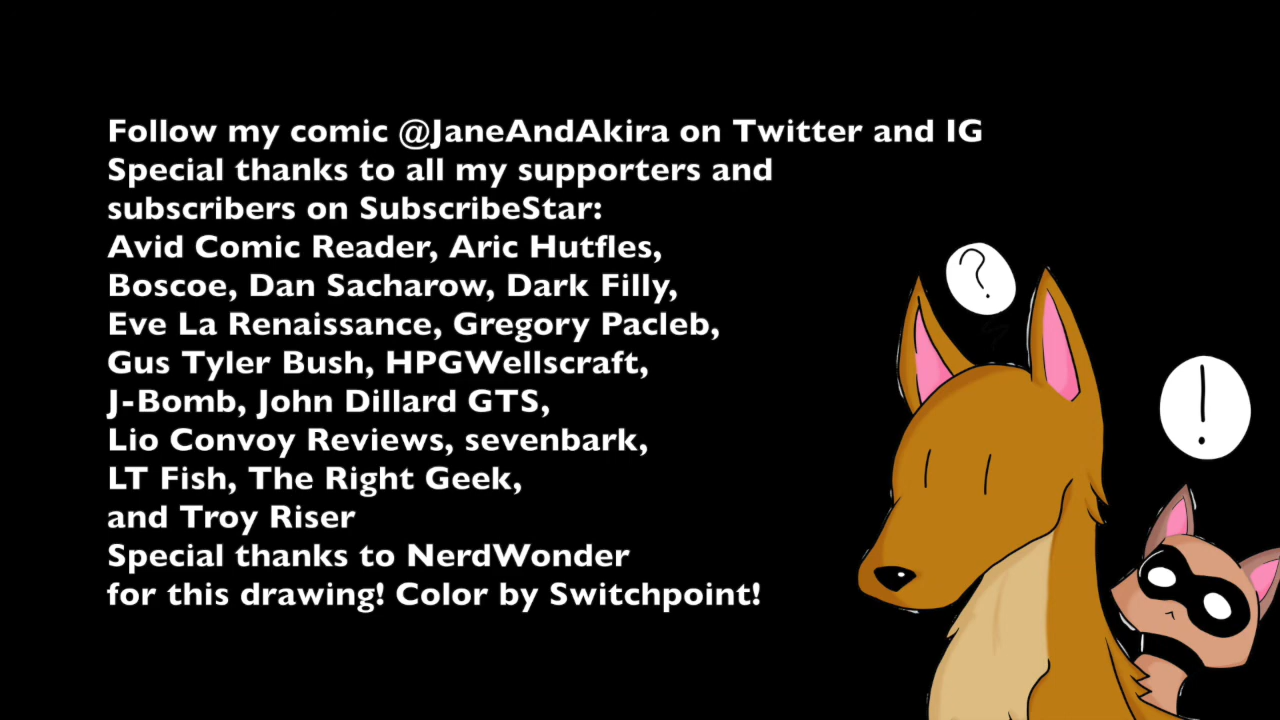 Follow my comic @JaneAndAkira on Twitter and IG
Special thanks to all my supporters and
subscribers on SubscribeStar:
Avid Comic Reader, Aric Hutfles,
Boscoe, Dan Sacharow, Dark Filly,
Eve La Renaissance, Gregory Pacleb,
Gus Tyler Bush, HPGWellscraft,
J-Bomb, John Dillard GTS,
Lio Convoy Reviews, sevenbark,
LT Fish, The Right Geek,
and Troy Riser
Special thanks to NerdWonder
for this drawing! Color by Switchpoint!
?
!